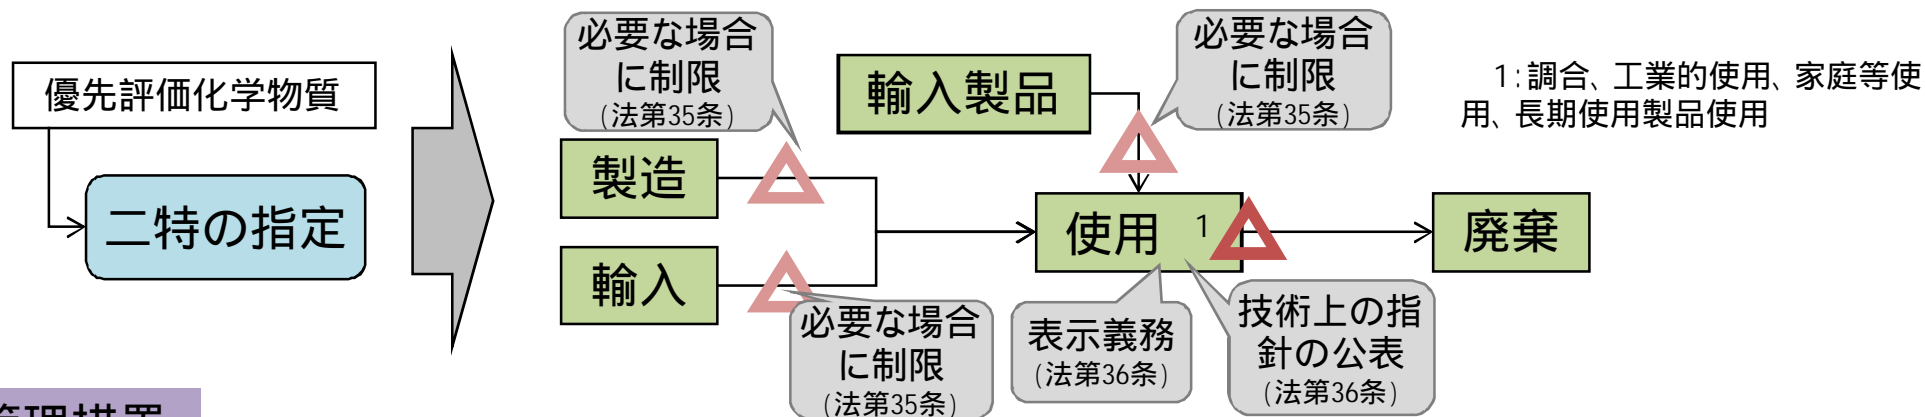 優先評価化学物質
二特の指定
必要な場合
に制限
(法第35条)
製造
輸入
必要な場合
に制限
(法第35条)
輸入製品
必要な場合
に制限
(法第35条)
使用 1
表示義務
(法第36条)
技術上の指
針の公表
(法第36条)
廃棄
1:調合、工業的使用、家庭等使
用、長期使用製品使用
管理措置